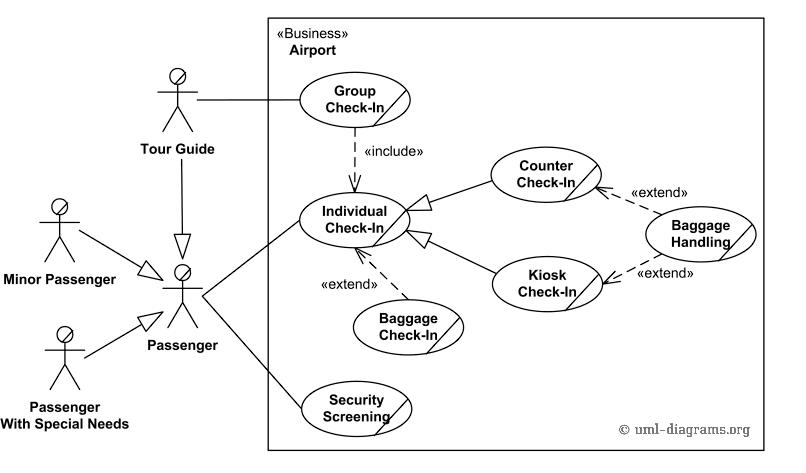 «Business»
Airport
Group
Check-In
Tour Guide
«include»
Counter
Check-In
«extend»
Individual
Check-In
Baggage
Handling
Minor Passenger
«extend»
Kiosk
Check-In
«extend»
Baggage
Check-In
Passenger
Passenger
With Special Needs
Security
Screening
© uml-diagrams.org